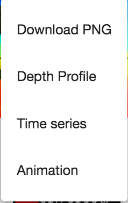 Download PNG
Depth Profile
Time series
Animation